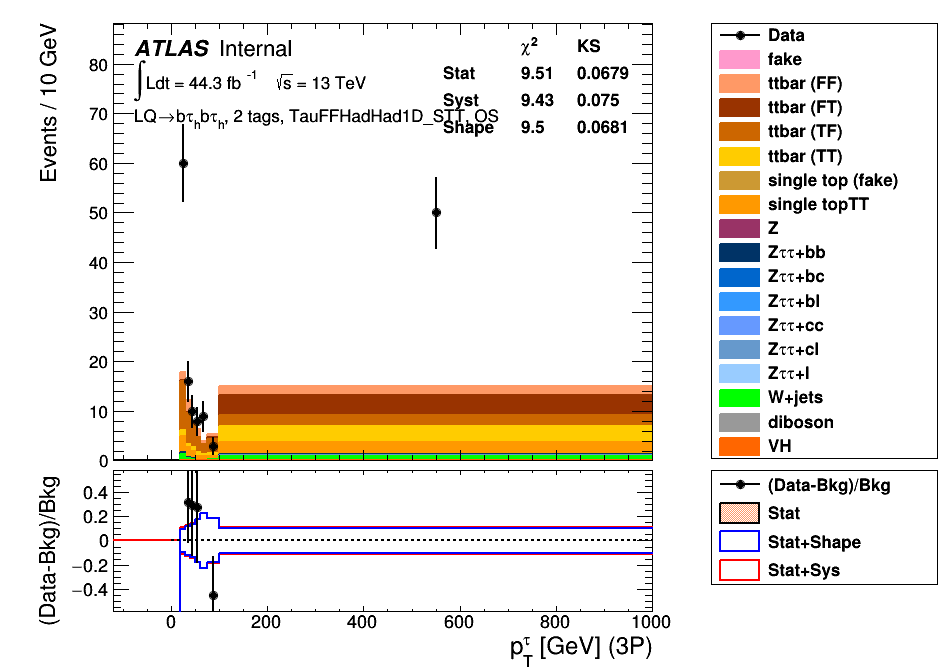 ATLAS Internal
∫Ldt = 44.3 fb⁻¹ √s = 13 TeV
LQ→bτₕbτₕ, 2 tags, TauFFHadHad1D_STT, OS
χ² KS
Stat 9.51 0.0679
Syst 9.43 0.075
Shape 9.5 0.0681
Events / 10 GeV
80
70
60
50
40
30
20
10
0
Data
fake
ttbar (FF)
ttbar (FT)
ttbar (TF)
ttbar (TT)
single top (fake)
single topTT
Z
Zττ+bb
Zττ+bc
Zττ+bl
Zττ+cc
Zττ+cl
Zττ+l
W+jets
diboson
VH
(Data-Bkg)/Bkg
0.4
0.2
0
−0.2
−0.4
0 200 400 600 800 1000
p_T^τ [GeV] (3P)
(Data-Bkg)/Bkg
Stat
Stat+Shape
Stat+Sys